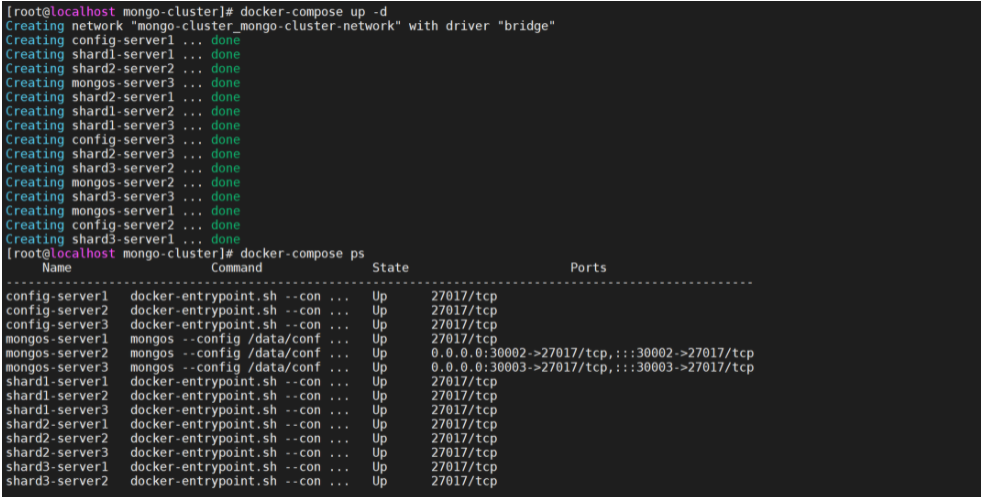 [root@localhost mongo-cluster]# docker-compose up -d
Creating network "mongo-cluster_mongo-cluster-network" with driver "bridge"
Creating config-server1 ... done
Creating shard1-server1 ... done
Creating shard2-server2 ... done
Creating mongos-server3 ... done
Creating shard2-server1 ... done
Creating shard1-server2 ... done
Creating shard1-server3 ... done
Creating config-server3 ... done
Creating shard2-server3 ... done
Creating shard3-server2 ... done
Creating mongos-server2 ... done
Creating shard3-server3 ... done
Creating mongos-server1 ... done
Creating config-server2 ... done
Creating shard3-server1 ... done
[root@localhost mongo-cluster]# docker-compose ps
Name Command State Ports
--------------------------------------------------------------------------------------------------------------
config-server1 docker-entrypoint.sh --con ... Up 27017/tcp
config-server2 docker-entrypoint.sh --con ... Up 27017/tcp
config-server3 docker-entrypoint.sh --con ... Up 27017/tcp
mongos-server1 mongos --config /data/conf ... Up 27017/tcp
mongos-server2 mongos --config /data/conf ... Up 0.0.0.0:30002->27017/tcp,:::30002->27017/tcp
mongos-server3 mongos --config /data/conf ... Up 0.0.0.0:30003->27017/tcp,:::30003->27017/tcp
shard1-server1 docker-entrypoint.sh --con ... Up 27017/tcp
shard1-server2 docker-entrypoint.sh --con ... Up 27017/tcp
shard1-server3 docker-entrypoint.sh --con ... Up 27017/tcp
shard2-server1 docker-entrypoint.sh --con ... Up 27017/tcp
shard2-server2 docker-entrypoint.sh --con ... Up 27017/tcp
shard2-server3 docker-entrypoint.sh --con ... Up 27017/tcp
shard3-server1 docker-entrypoint.sh --con ... Up 27017/tcp
shard3-server2 docker-entrypoint.sh --con ... Up 27017/tcp